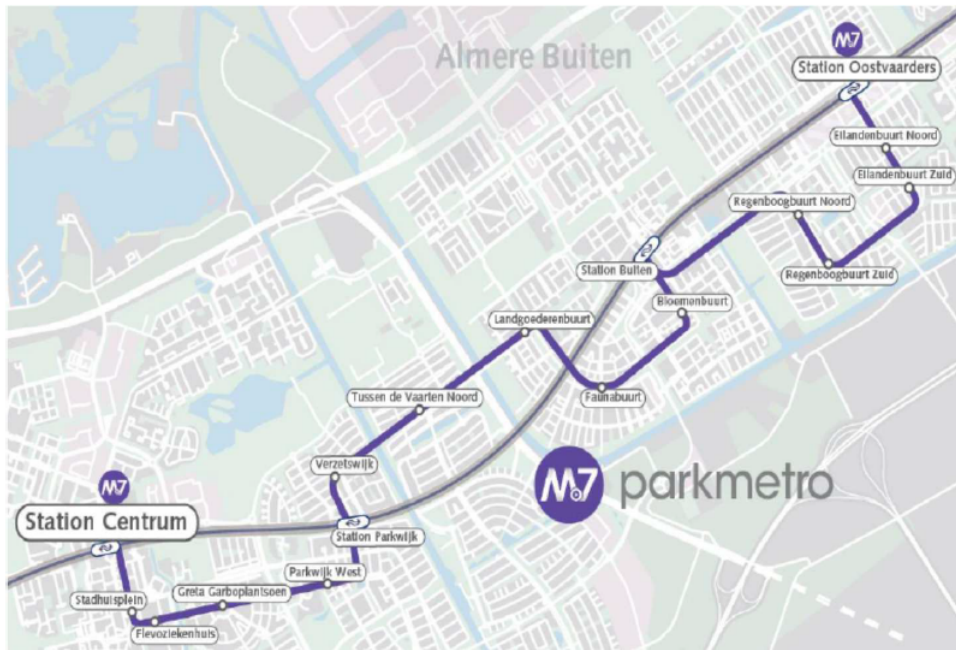 M7
Almere Buiten
Station Oostvaarders
Eilandenbuurt Noord
Eilandenbuurt Zuid
Regenboogbuurt Noord
Regenboogbuurt Zuid
Station Buiten
Bloemenbuurt
Landgoederenbuurt
Faunabuurt
Tussen de Vaarten Noord
Verzetswijk
M7 parkmetro
M7
Station Centrum
Station Parkwijk
Parkwijk West
Greta Garboplantsoen
Stadhuisplein
Flevoziekenhuis